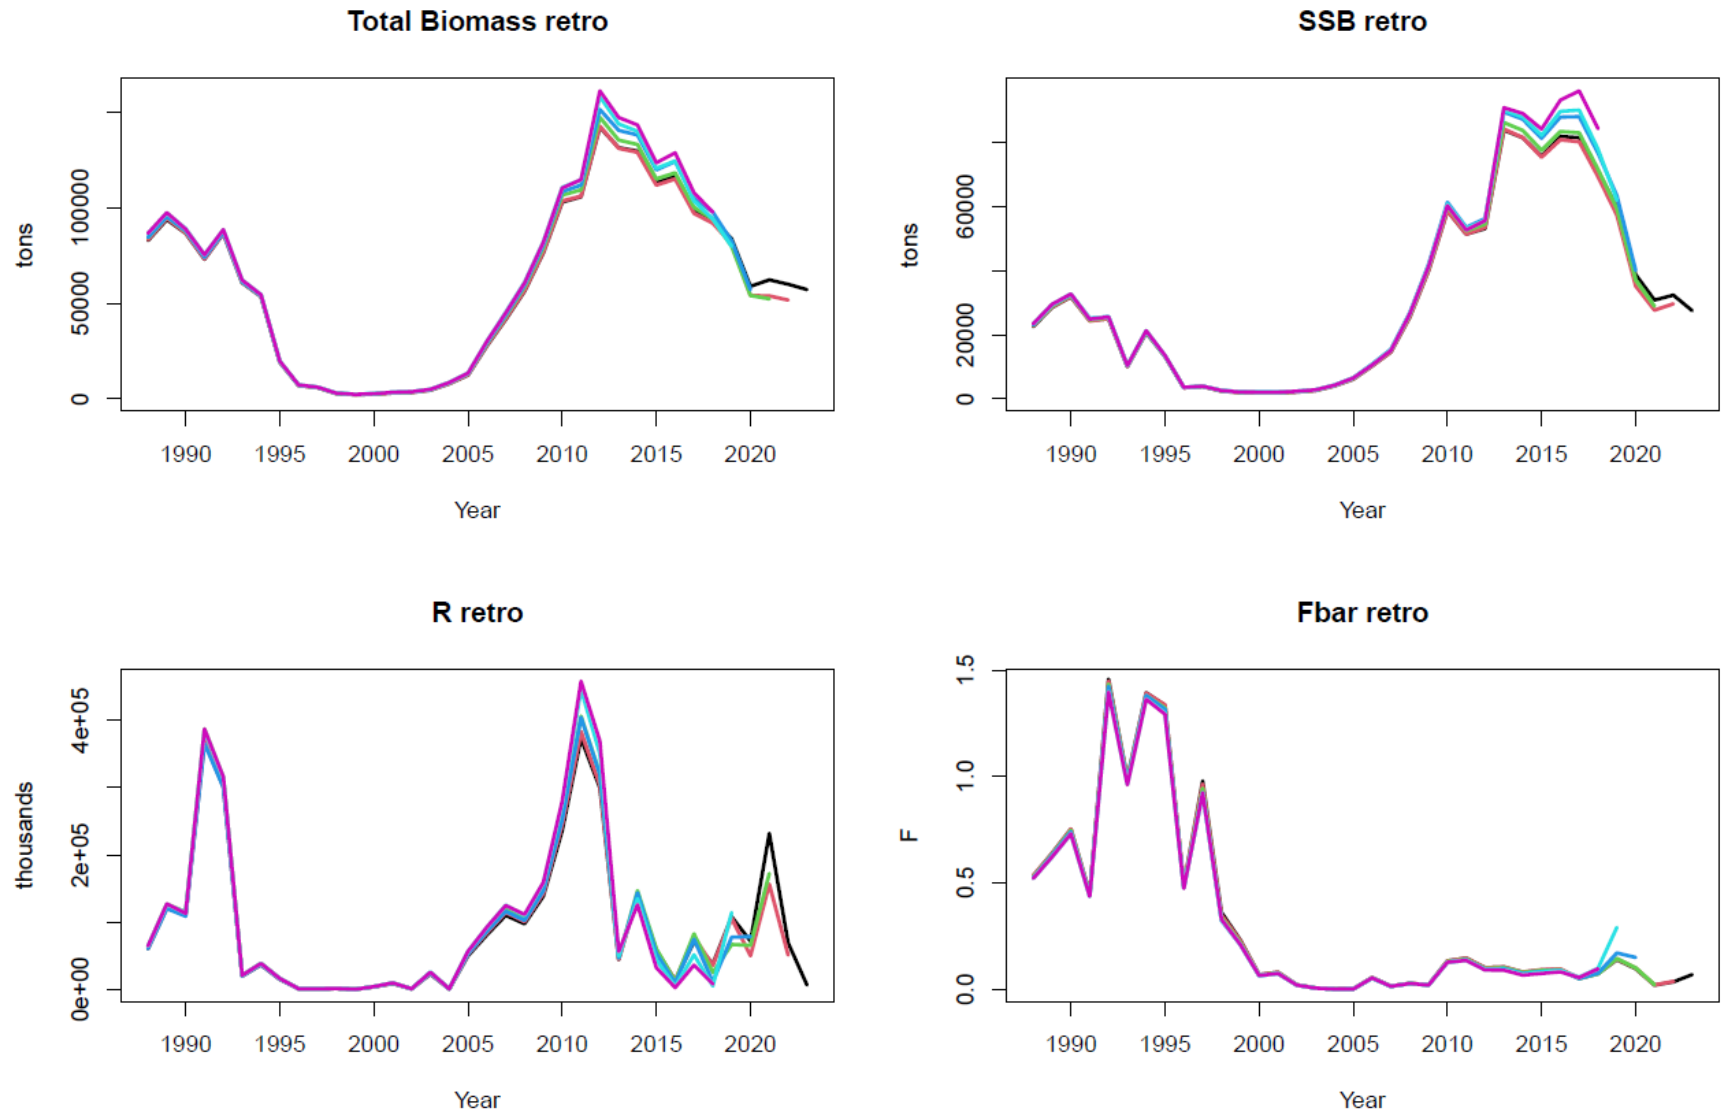 Total Biomass retro
tons
0 50000 100000
1990 1995 2000 2005 2010 2015 2020
Year
SSB retro
tons
0 20000 60000
1990 1995 2000 2005 2010 2015 2020
Year
R retro
thousands
0e+00 2e+05 4e+05
1990 1995 2000 2005 2010 2015 2020
Year
Fbar retro
F
0.0 0.5 1.0 1.5
1990 1995 2000 2005 2010 2015 2020
Year